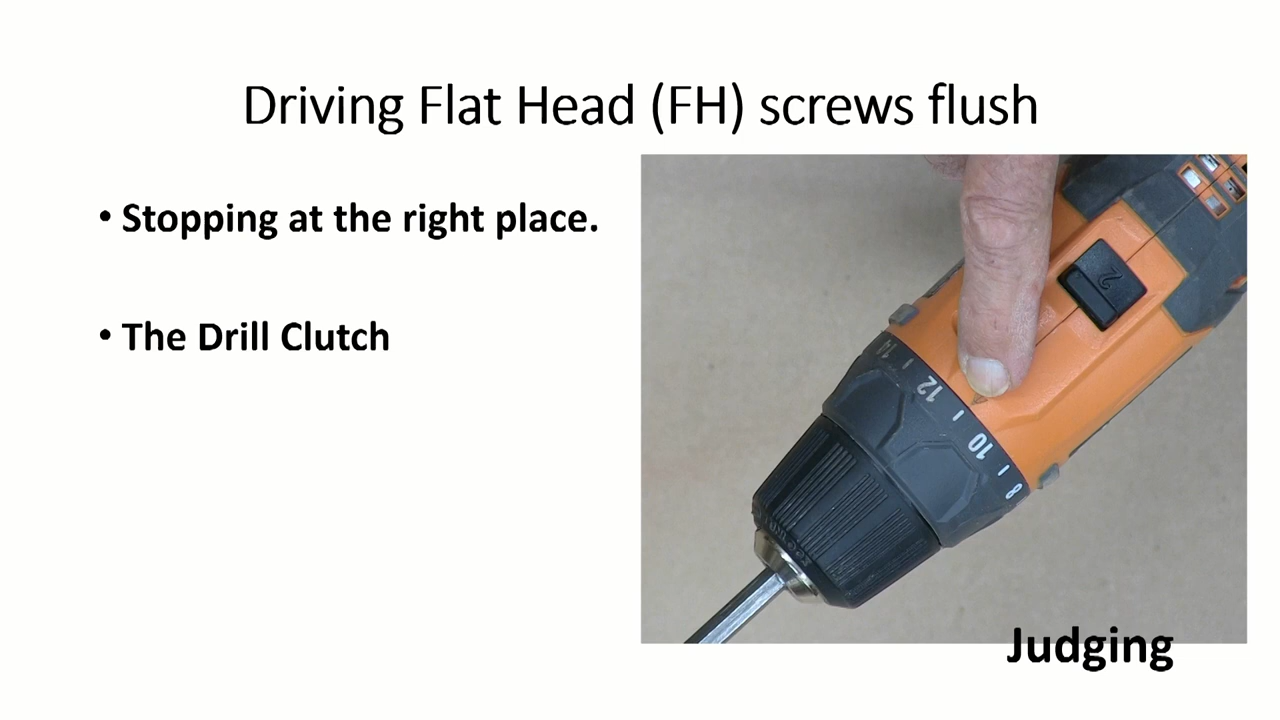 Driving Flat Head (FH) screws flush
• Stopping at the right place.
• The Drill Clutch
2
14
12
10
8
Judging